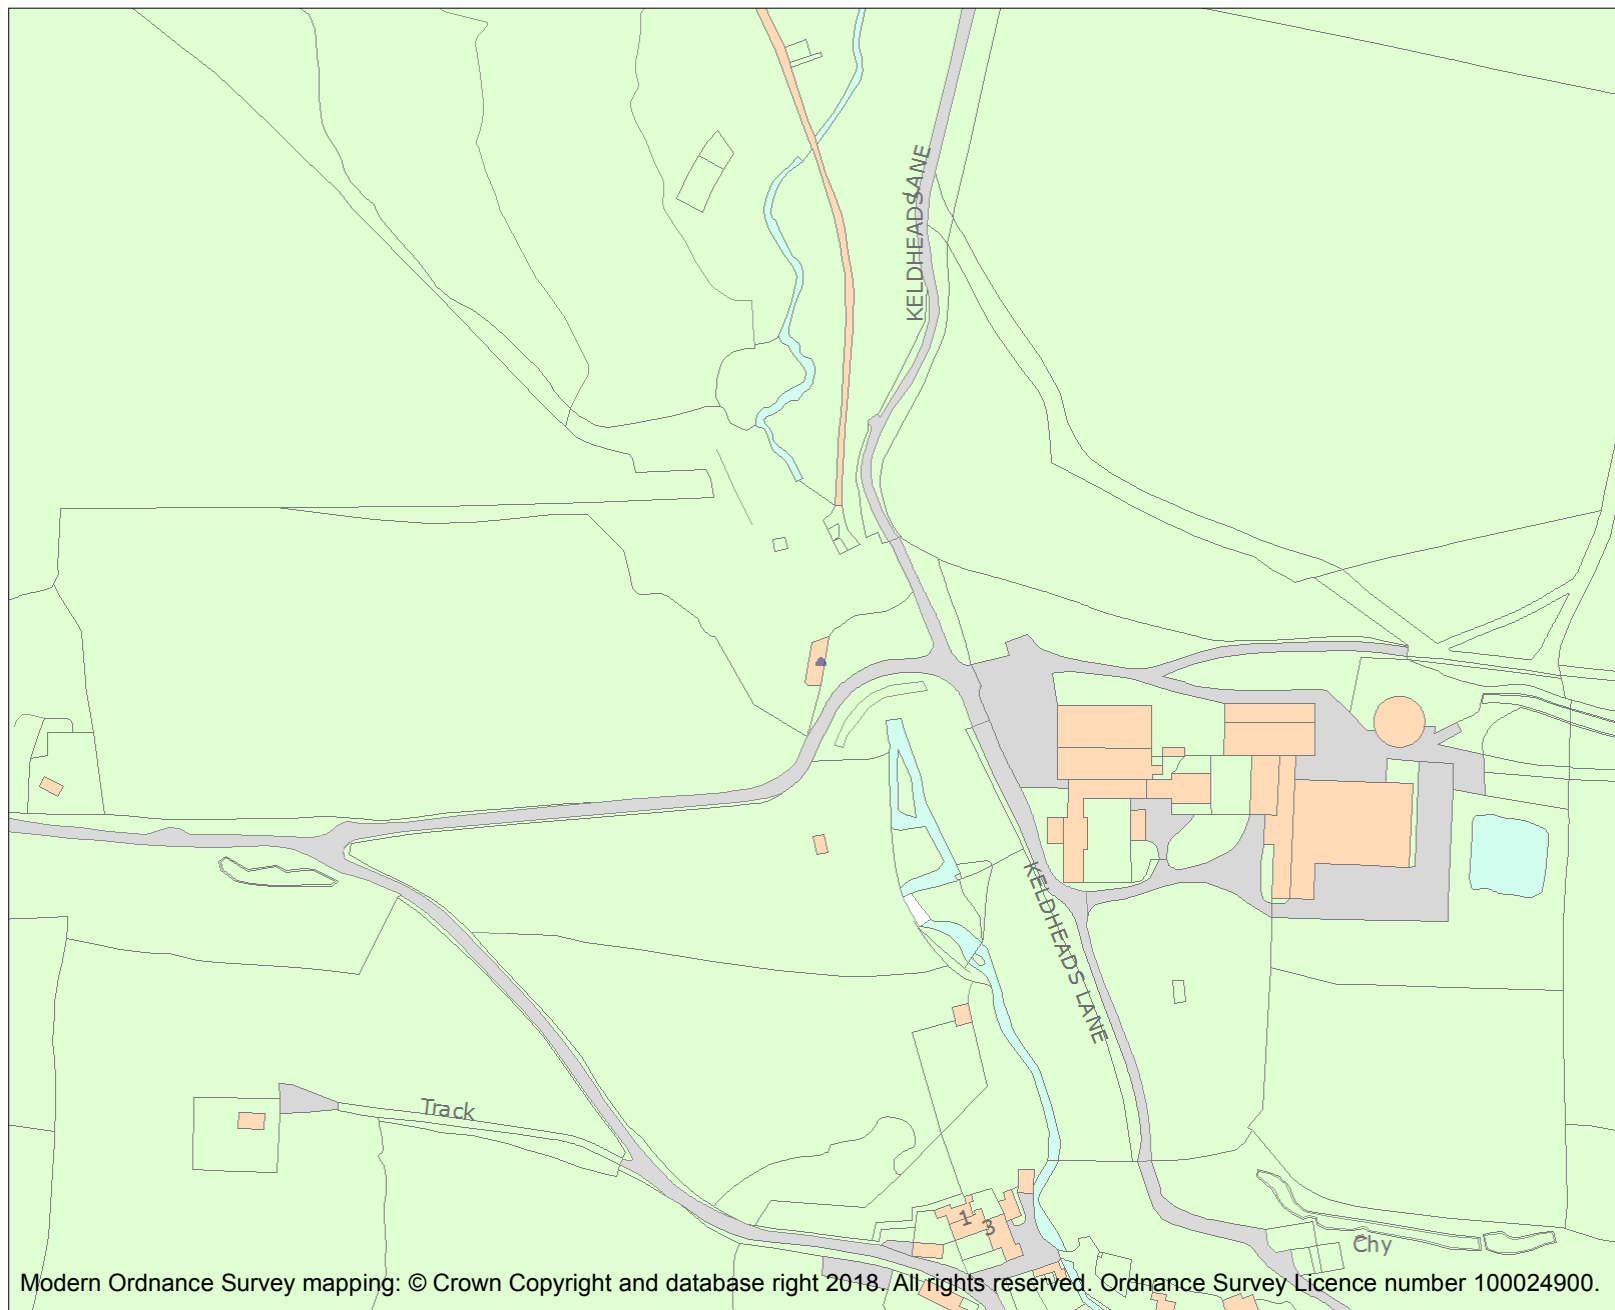 KELDHEADS LANE
KELDHEADS LANE
Track
1
3
Chy
Modern Ordnance Survey mapping: © Crown Copyright and database right 2018. All rights reserved. Ordnance Survey Licence number 100024900.